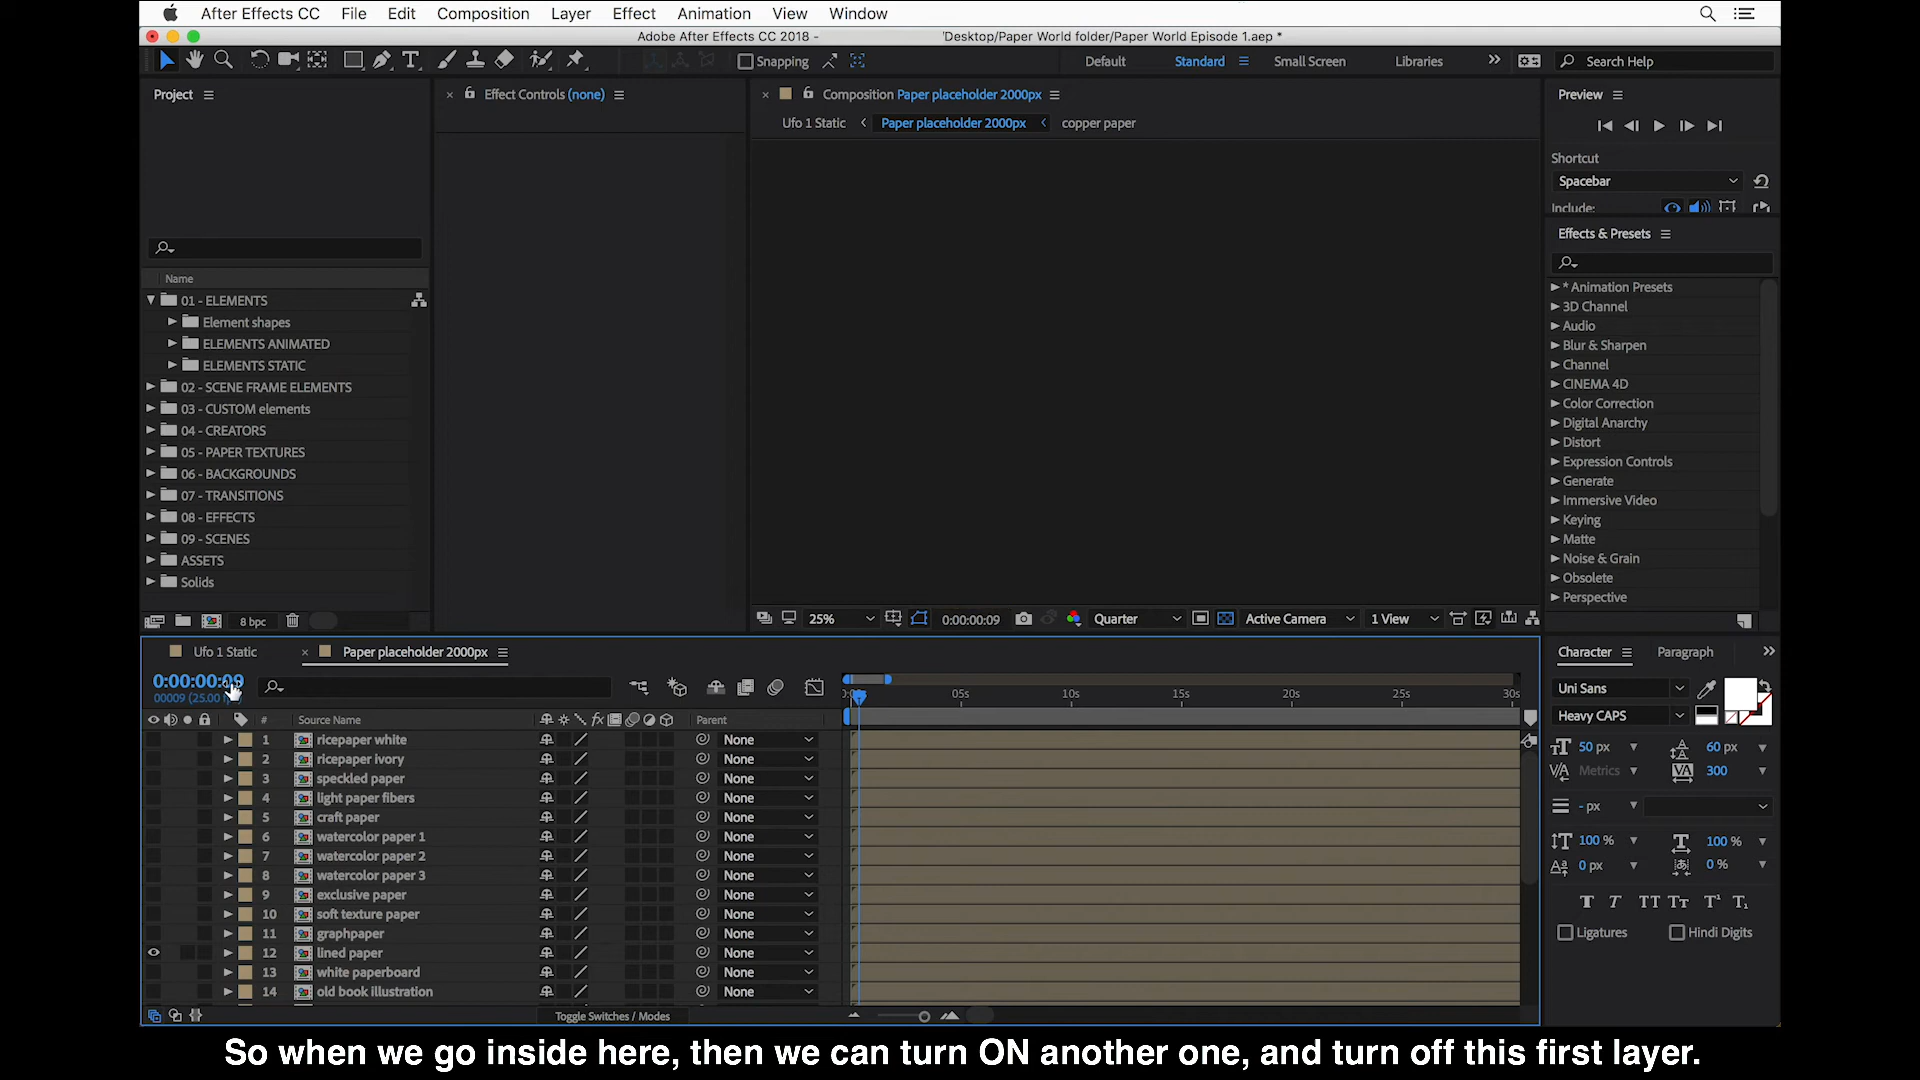 After Effects CC File Edit Composition Layer Effect Animation View Window
Adobe After Effects CC 2018 - 'Desktop/Paper World folder/Paper World Episode 1.aep *
Snapping Default Standard Small Screen Libraries Search Help
Project Effect Controls (none) Composition Paper placeholder 2000px Preview
Ufo 1 Static Paper placeholder 2000px copper paper
Shortcut
Spacebar
Include:
Effects & Presets
Name
01 - ELEMENTS
Element shapes
ELEMENTS ANIMATED
ELEMENTS STATIC
02 - SCENE FRAME ELEMENTS
03 - CUSTOM elements
04 - CREATORS
05 - PAPER TEXTURES
06 - BACKGROUNDS
07 - TRANSITIONS
08 - EFFECTS
09 - SCENES
ASSETS
Solids
8 bpc
* Animation Presets
3D Channel
Audio
Blur & Sharpen
Channel
CINEMA 4D
Color Correction
Digital Anarchy
Distort
Expression Controls
Generate
Immersive Video
Keying
Matte
Noise & Grain
Obsolete
Perspective
25% 0:00:00:09 Quarter Active Camera 1 View
Ufo 1 Static Paper placeholder 2000px
0:00:00:09
00009 (25.00
05s 10s 15s 20s 25s 30s
# Source Name fx Parent
1 ricepaper white None
2 ricepaper ivory None
3 speckled paper None
4 light paper fibers None
5 craft paper None
6 watercolor paper 1 None
7 watercolor paper 2 None
8 watercolor paper 3 None
9 exclusive paper None
10 soft texture paper None
11 graphpaper None
12 lined paper None
13 white paperboard None
14 old book illustration None
Toggle Switches / Modes
Character Paragraph
Uni Sans
Heavy CAPS
50 px 60 px
Metrics 300
- px
100 % 100 %
0 px 0 %
Ligatures Hindi Digits
So when we go inside here, then we can turn ON another one, and turn off this first layer.